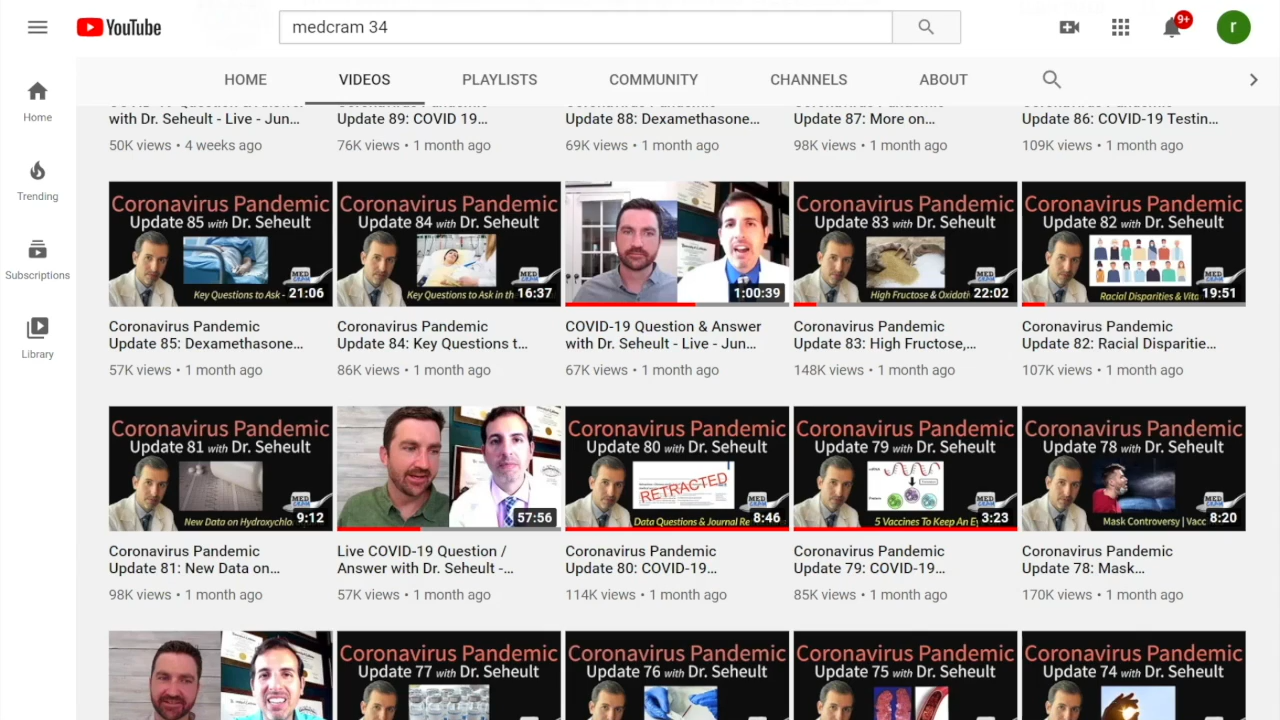 YouTube
medcram 34
9+
r
HOME VIDEOS PLAYLISTS COMMUNITY CHANNELS ABOUT
Home
Trending
Subscriptions
Library
with Dr. Seheult - Live - Jun...
50K views • 4 weeks ago
Update 89: COVID 19...
76K views • 1 month ago
Update 88: Dexamethasone...
69K views • 1 month ago
Update 87: More on...
98K views • 1 month ago
Update 86: COVID-19 Testin...
109K views • 1 month ago
Coronavirus Pandemic
Update 85 with Dr. Seheult
MED
CRAM
Key Questions to Ask - 21:06
Coronavirus Pandemic
Update 85: Dexamethasone...
57K views • 1 month ago
Coronavirus Pandemic
Update 84 with Dr. Seheult
MED
CRAM
Key Questions to Ask in th 16:37
Coronavirus Pandemic
Update 84: Key Questions t...
86K views • 1 month ago
1:00:39
COVID-19 Question & Answer
with Dr. Seheult - Live - Jun...
67K views • 1 month ago
Coronavirus Pandemic
Update 83 with Dr. Seheult
MED
CRAM
High Fructose & Oxidati 22:02
Coronavirus Pandemic
Update 83: High Fructose,...
148K views • 1 month ago
Coronavirus Pandemic
Update 82 with Dr. Seheult
Racial Disparities & Vita 19:51
Coronavirus Pandemic
Update 82: Racial Disparitie...
107K views • 1 month ago
Coronavirus Pandemic
Update 81 with Dr. Seheult
MED
CRAM
New Data on Hydroxychlo 9:12
Coronavirus Pandemic
Update 81: New Data on...
98K views • 1 month ago
57:56
Live COVID-19 Question /
Answer with Dr. Seheult -...
57K views • 1 month ago
Coronavirus Pandemic
Update 80 with Dr. Seheult
RETRACTED
MED
CRAM
Data Questions & Journal Re 8:46
Coronavirus Pandemic
Update 80: COVID-19...
114K views • 1 month ago
Coronavirus Pandemic
Update 79 with Dr. Seheult
MED
CRAM
5 Vaccines To Keep An Ey 3:23
Coronavirus Pandemic
Update 79: COVID-19...
85K views • 1 month ago
Coronavirus Pandemic
Update 78 with Dr. Seheult
MED
CRAM
Mask Controversy | Vacc 8:20
Coronavirus Pandemic
Update 78: Mask...
170K views • 1 month ago
Coronavirus Pandemic
Update 77 with Dr. Seheult
Coronavirus Pandemic
Update 76 with Dr. Seheult
Coronavirus Pandemic
Update 75 with Dr. Seheult
Coronavirus Pandemic
Update 74 with Dr. Seheult